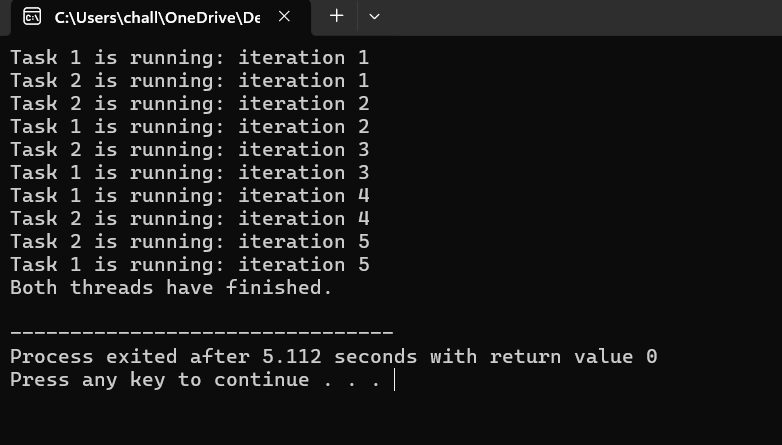 C:\Users\chall\OneDrive\De
Task 1 is running: iteration 1
Task 2 is running: iteration 1
Task 2 is running: iteration 2
Task 1 is running: iteration 2
Task 2 is running: iteration 3
Task 1 is running: iteration 3
Task 1 is running: iteration 4
Task 2 is running: iteration 4
Task 2 is running: iteration 5
Task 1 is running: iteration 5
Both threads have finished.
--------------------------------
Process exited after 5.112 seconds with return value 0
Press any key to continue . . .